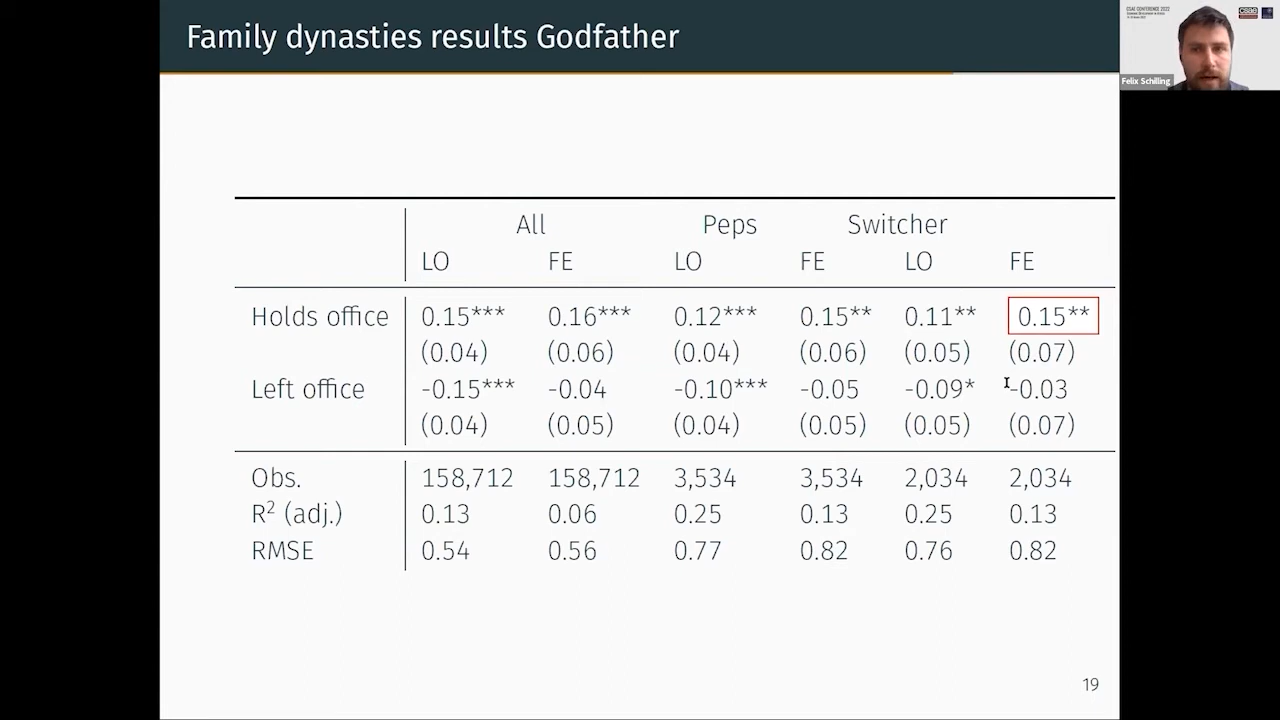 Family dynasties results Godfather
CSAE CONFERENCE 2022
Felix Schilling
All Peps Switcher
LO FE LO FE LO FE
Holds office 0.15*** 0.16*** 0.12*** 0.15** 0.11** 0.15**
(0.04) (0.06) (0.04) (0.06) (0.05) (0.07)
Left office -0.15*** -0.04 -0.10*** -0.05 -0.09* -0.03
(0.04) (0.05) (0.04) (0.05) (0.05) (0.07)
Obs. 158,712 158,712 3,534 3,534 2,034 2,034
R² (adj.) 0.13 0.06 0.25 0.13 0.25 0.13
RMSE 0.54 0.56 0.77 0.82 0.76 0.82
19